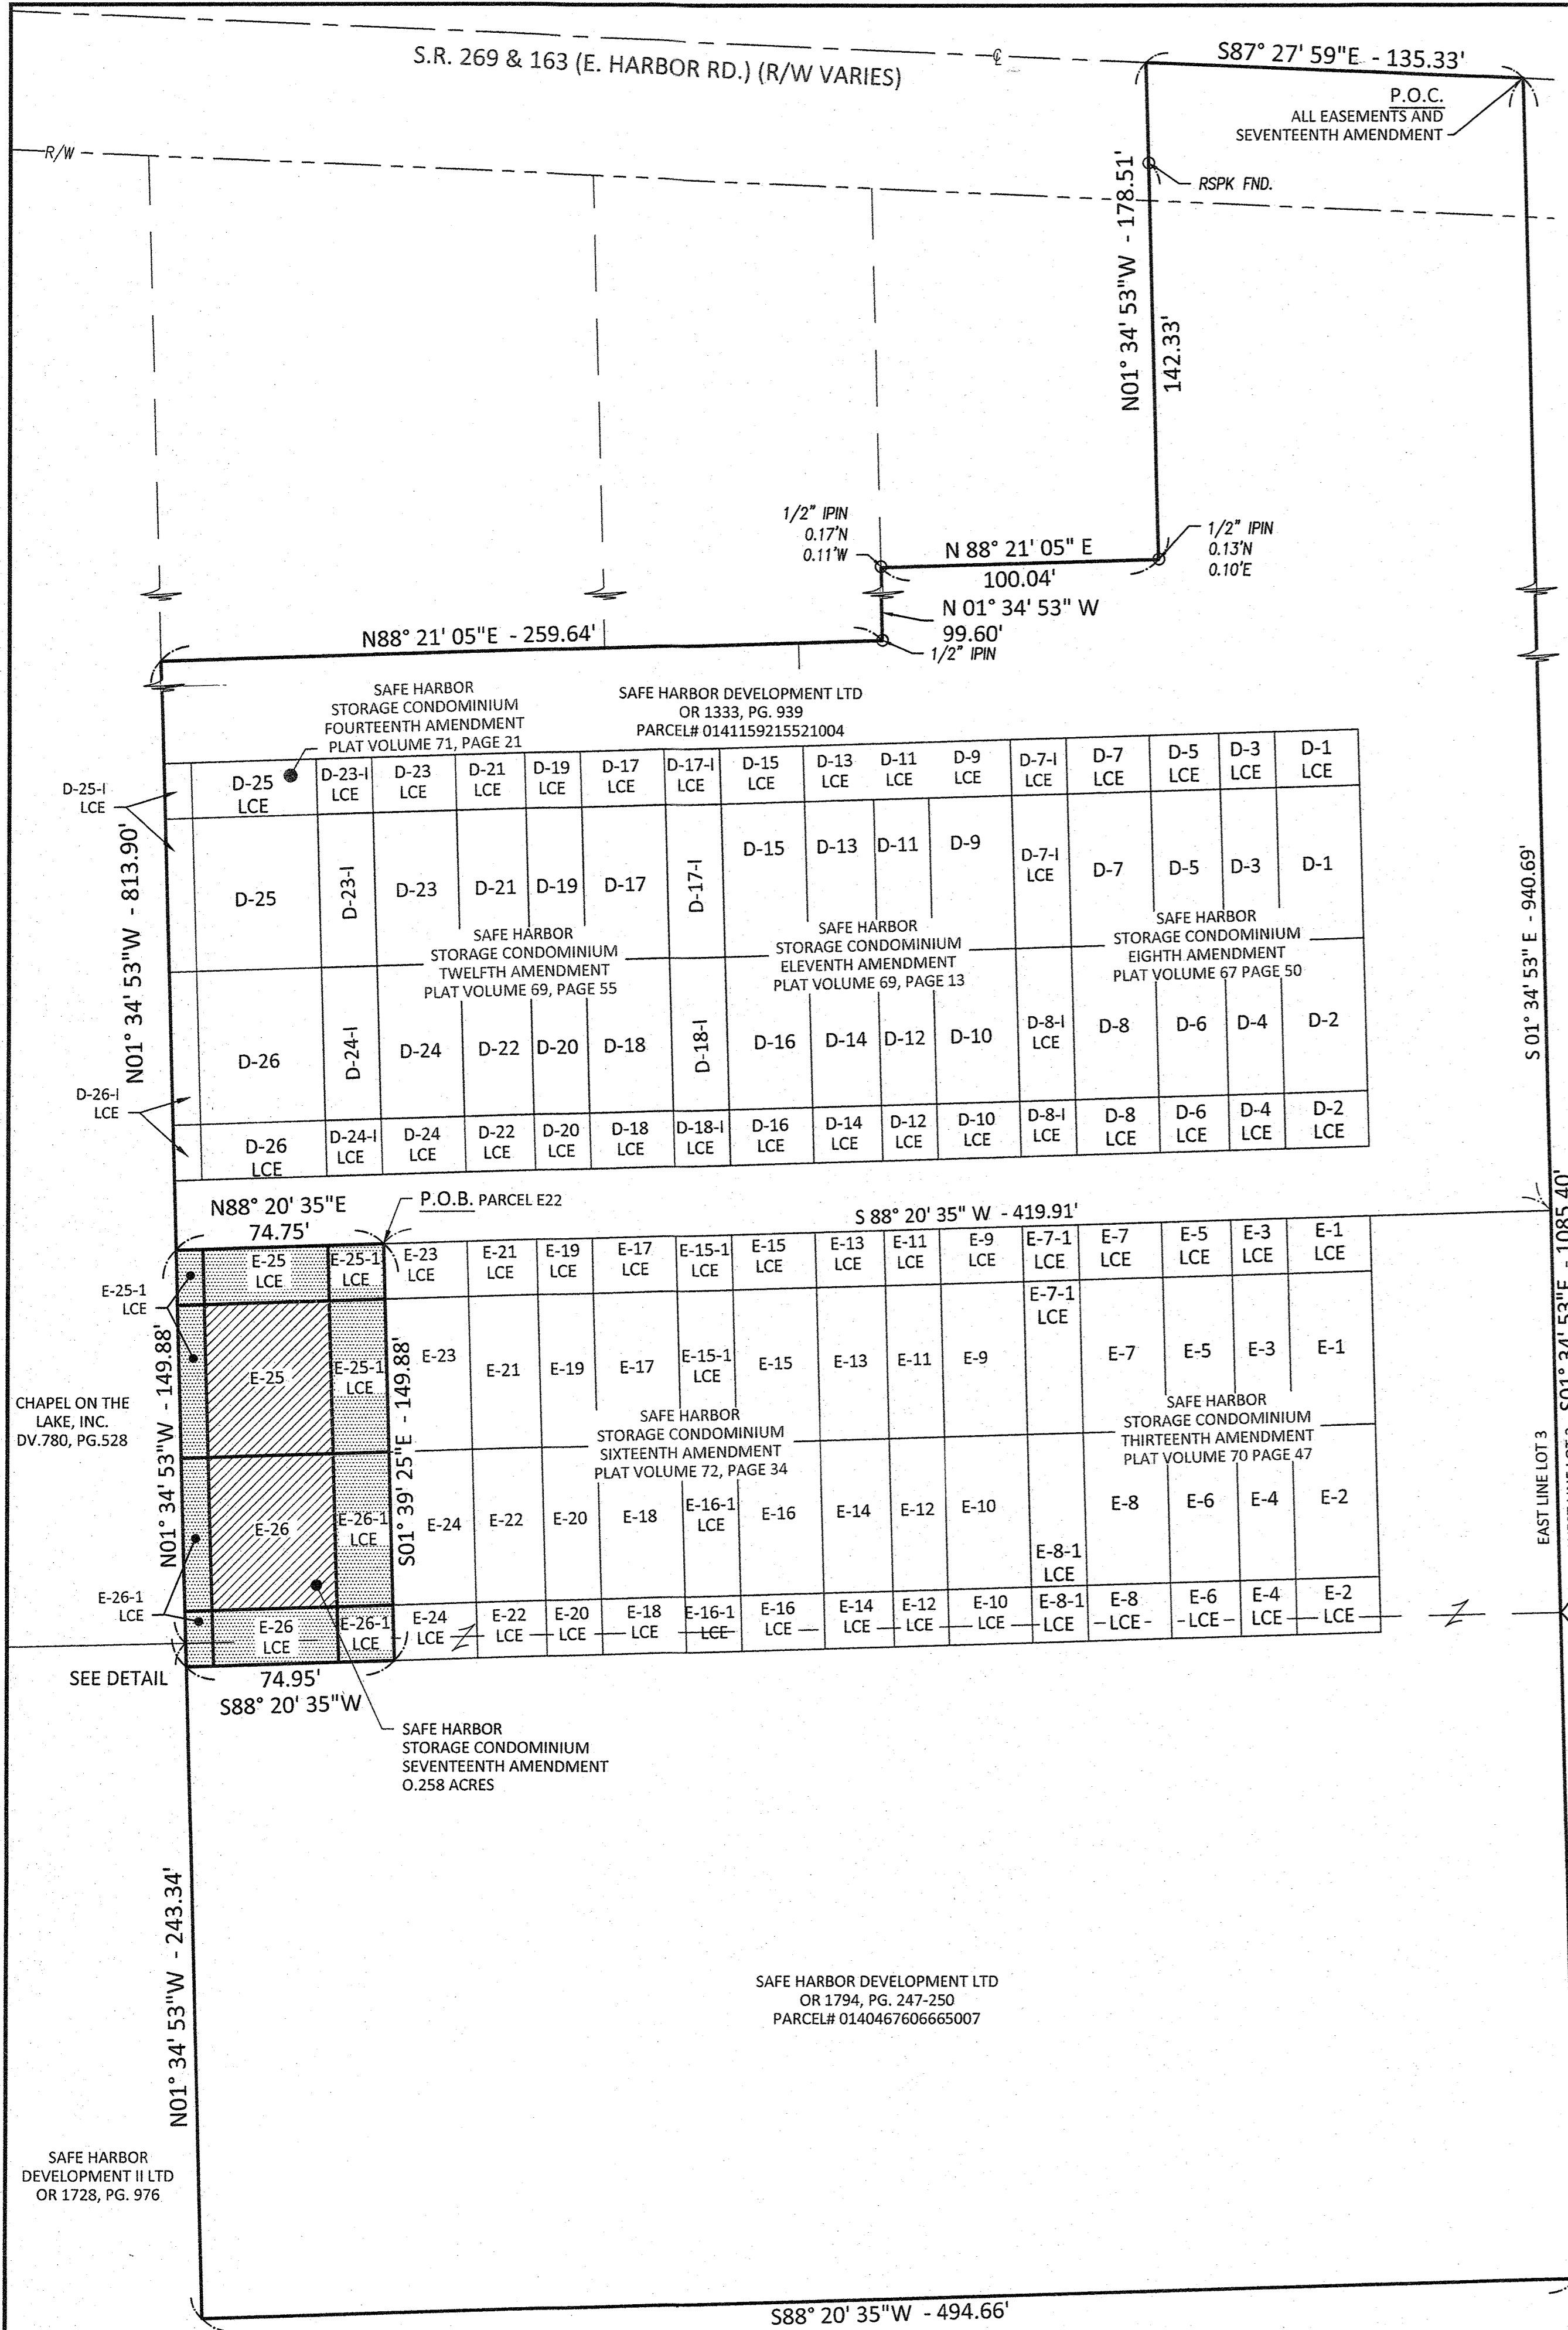 S.R. 269 & 163 (E. HARBOR RD.) (R/W VARIES)
℄
S87° 27' 59"E - 135.33'
P.O.C.
ALL EASEMENTS AND
SEVENTEENTH AMENDMENT
R/W
RSPK FND.
N01° 34' 53"W - 178.51'
142.33'
1/2" IPIN
0.17'N
0.11'W
N 88° 21' 05" E
100.04'
1/2" IPIN
0.13'N
0.10'E
N 01° 34' 53" W
99.60'
1/2" IPIN
N88° 21' 05"E - 259.64'
SAFE HARBOR
STORAGE CONDOMINIUM
FOURTEENTH AMENDMENT
PLAT VOLUME 71, PAGE 21
SAFE HARBOR DEVELOPMENT LTD
OR 1333, PG. 939
PARCEL# 0141159215521004
D-25-I
LCE
D-25 D-23-I D-23 D-21 D-19 D-17 D-17-I D-15 D-13 D-11 D-9 D-7-I D-7 D-5 D-3 D-1
LCE LCE LCE LCE LCE LCE LCE LCE LCE LCE LCE LCE LCE LCE LCE LCE
N01° 34' 53"W - 813.90'
D-25 D-23-I D-23 D-21 D-19 D-17 D-17-I D-15 D-13 D-11 D-9 D-7-I D-7 D-5 D-3 D-1
LCE
S 01° 34' 53" E - 940.69'
SAFE HARBOR
STORAGE CONDOMINIUM
TWELFTH AMENDMENT
PLAT VOLUME 69, PAGE 55
SAFE HARBOR
STORAGE CONDOMINIUM
ELEVENTH AMENDMENT
PLAT VOLUME 69, PAGE 13
SAFE HARBOR
STORAGE CONDOMINIUM
EIGHTH AMENDMENT
PLAT VOLUME 67 PAGE 50
D-26 D-24-I D-24 D-22 D-20 D-18 D-18-I D-16 D-14 D-12 D-10 D-8-I D-8 D-6 D-4 D-2
LCE
D-26-I
LCE
D-26 D-24-I D-24 D-22 D-20 D-18 D-18-I D-16 D-14 D-12 D-10 D-8-I D-8 D-6 D-4 D-2
LCE LCE LCE LCE LCE LCE LCE LCE LCE LCE LCE LCE LCE LCE LCE LCE
N88° 20' 35"E
74.75'
P.O.B. PARCEL E22
S 88° 20' 35" W - 419.91'
S01° 34' 53"E - 1085.40'
E-25 E-25-1 E-23 E-21 E-19 E-17 E-15-1 E-15 E-13 E-11 E-9 E-7-1 E-7 E-5 E-3 E-1
LCE LCE LCE LCE LCE LCE LCE LCE LCE LCE LCE LCE LCE LCE LCE LCE
E-25-1
LCE
E-7-1
LCE
N01° 34' 53"W - 149.88'
E-25 E-25-1 E-23 E-21 E-19 E-17 E-15-1 E-15 E-13 E-11 E-9 E-7 E-5 E-3 E-1
LCE LCE
S01° 39' 25"E - 149.88'
CHAPEL ON THE
LAKE, INC.
DV.780, PG.528
SAFE HARBOR
STORAGE CONDOMINIUM
SIXTEENTH AMENDMENT
PLAT VOLUME 72, PAGE 34
SAFE HARBOR
STORAGE CONDOMINIUM
THIRTEENTH AMENDMENT
PLAT VOLUME 70 PAGE 47
EAST LINE LOT 3
E-26 E-26-1 E-24 E-22 E-20 E-18 E-16-1 E-16 E-14 E-12 E-10 E-8 E-6 E-4 E-2
LCE LCE
E-8-1
LCE
E-26-1
LCE
E-26 E-26-1 E-24 E-22 E-20 E-18 E-16-1 E-16 E-14 E-12 E-10 E-8-1 E-8 E-6 E-4 E-2
LCE LCE LCE LCE LCE LCE LCE LCE LCE LCE LCE LCE LCE LCE LCE LCE
SEE DETAIL
74.95'
S88° 20' 35"W
SAFE HARBOR
STORAGE CONDOMINIUM
SEVENTEENTH AMENDMENT
0.258 ACRES
N01° 34' 53"W - 243.34'
SAFE HARBOR DEVELOPMENT LTD
OR 1794, PG. 247-250
PARCEL# 0140467606665007
SAFE HARBOR
DEVELOPMENT II LTD
OR 1728, PG. 976
S88° 20' 35"W - 494.66'